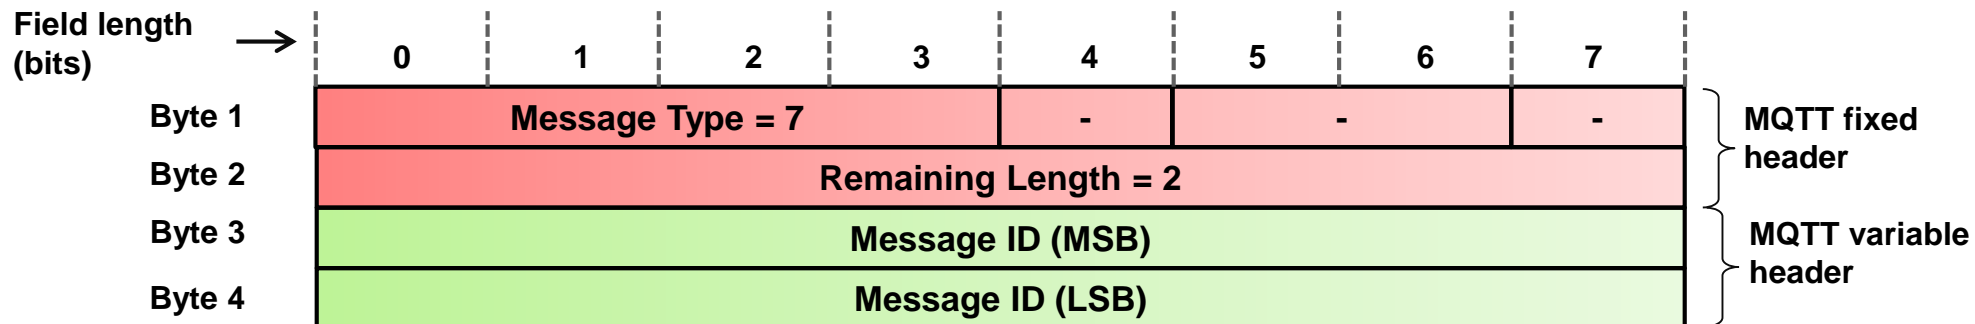 Field length
(bits)
0 1 2 3 4 5 6 7
Byte 1 Message Type = 7 - - -
MQTT fixed
header
Byte 2 Remaining Length = 2
Byte 3 Message ID (MSB)
MQTT variable
header
Byte 4 Message ID (LSB)